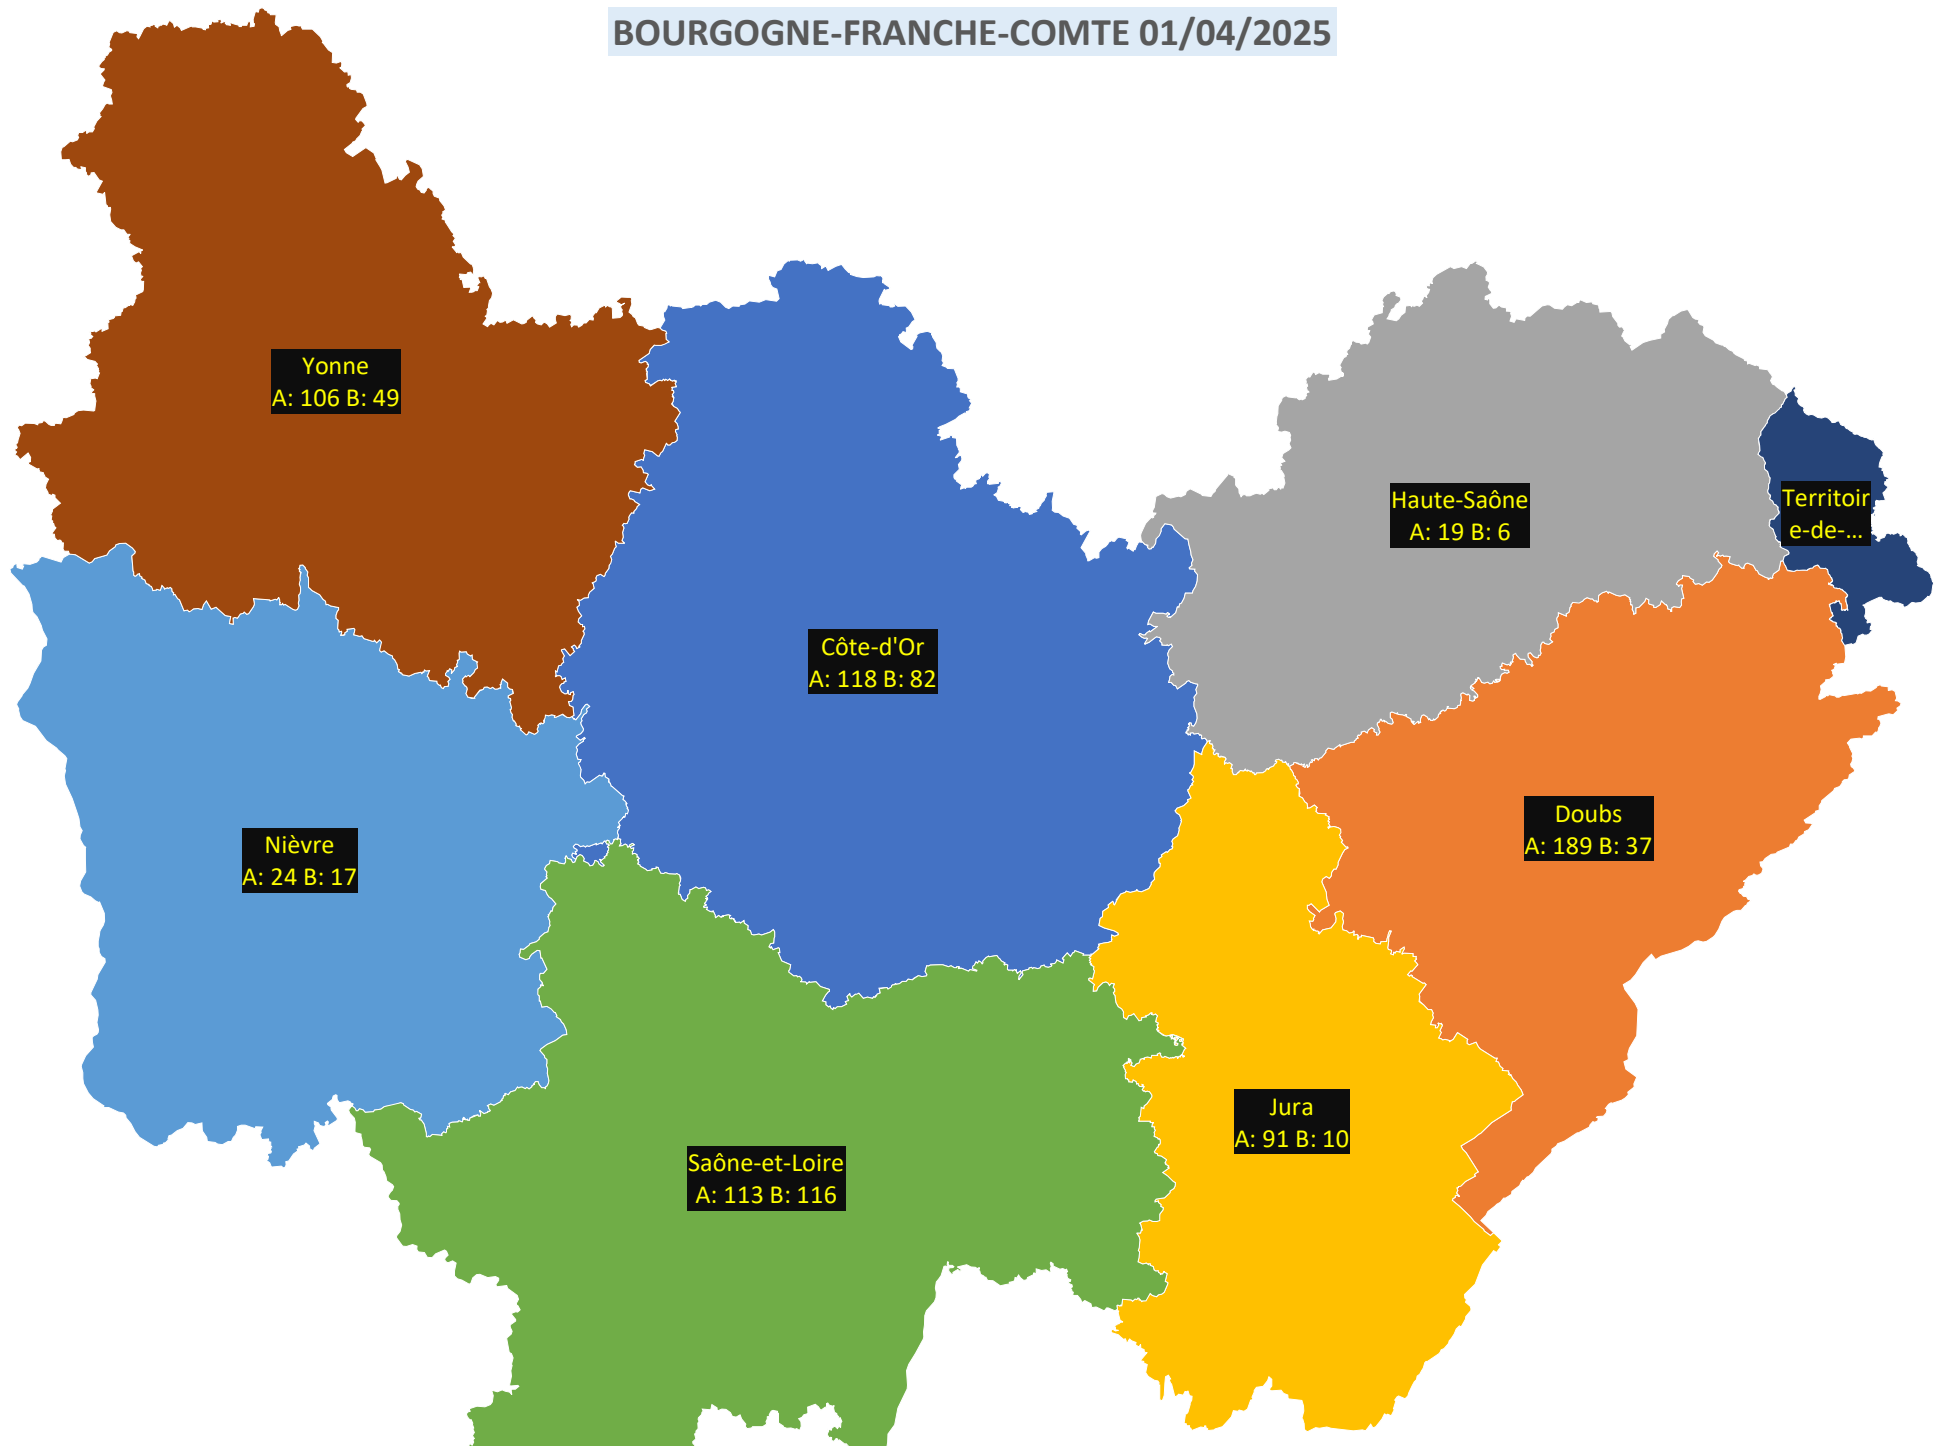 BOURGOGNE-FRANCHE-COMTE 01/04/2025
Yonne
A: 106 B: 49
Haute-Saône
A: 19 B: 6
Territoir
e-de-...
Côte-d'Or
A: 118 B: 82
Doubs
A: 189 B: 37
Nièvre
A: 24 B: 17
Jura
A: 91 B: 10
Saône-et-Loire
A: 113 B: 116